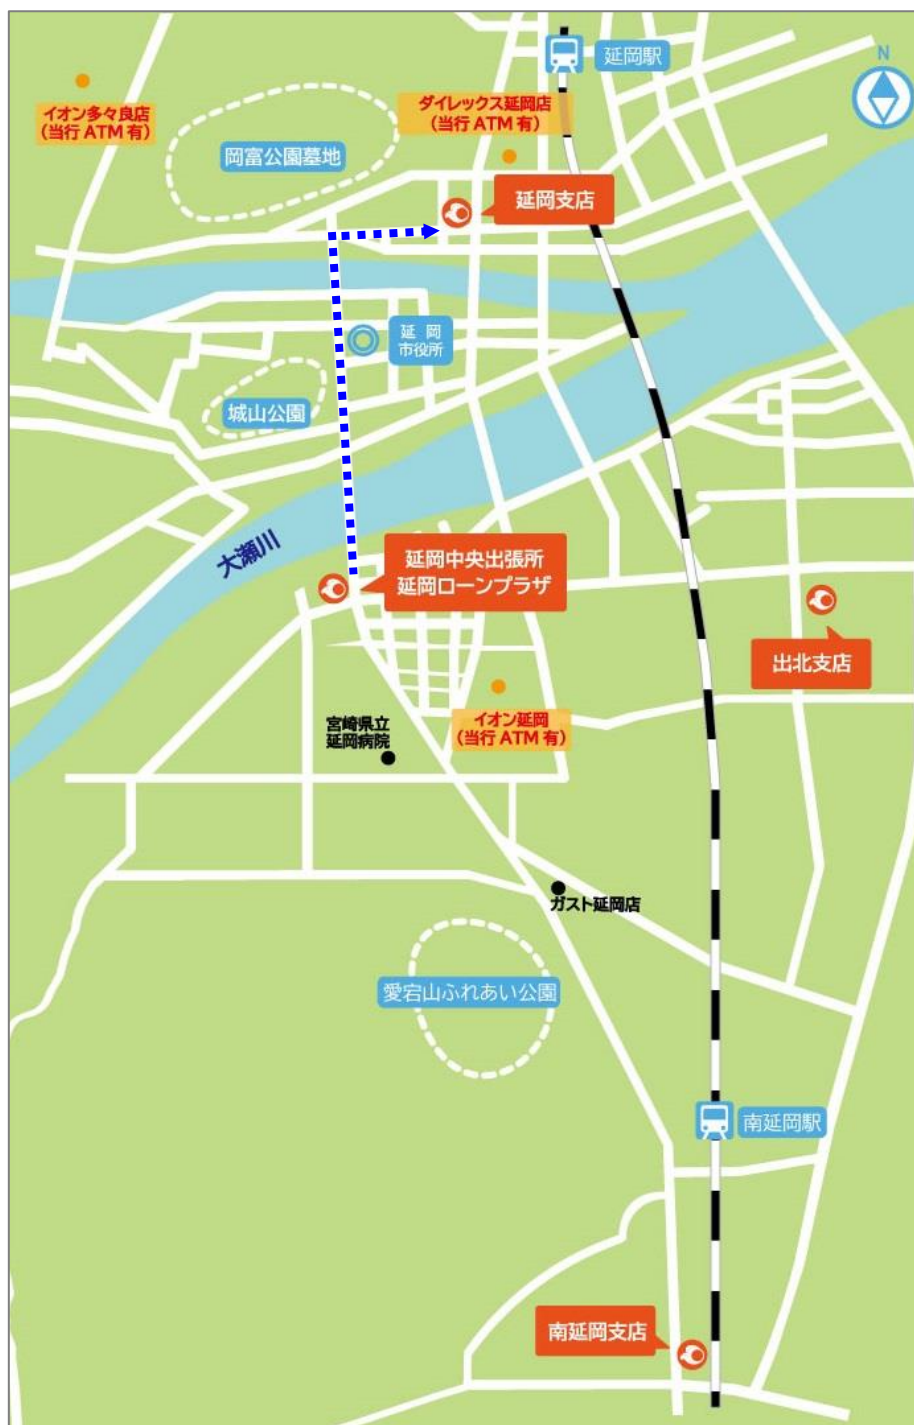 N
延岡駅
イオン多々良店
(当行 ATM 有)
ダイレックス延岡店
(当行 ATM 有)
岡富公園墓地
延岡支店
延 岡
市役所
城山公園
大瀬川
延岡中央出張所
延岡ローンプラザ
出北支店
イオン延岡
(当行 ATM 有)
宮崎県立
延岡病院
ガスト延岡店
愛宕山ふれあい公園
南延岡駅
南延岡支店